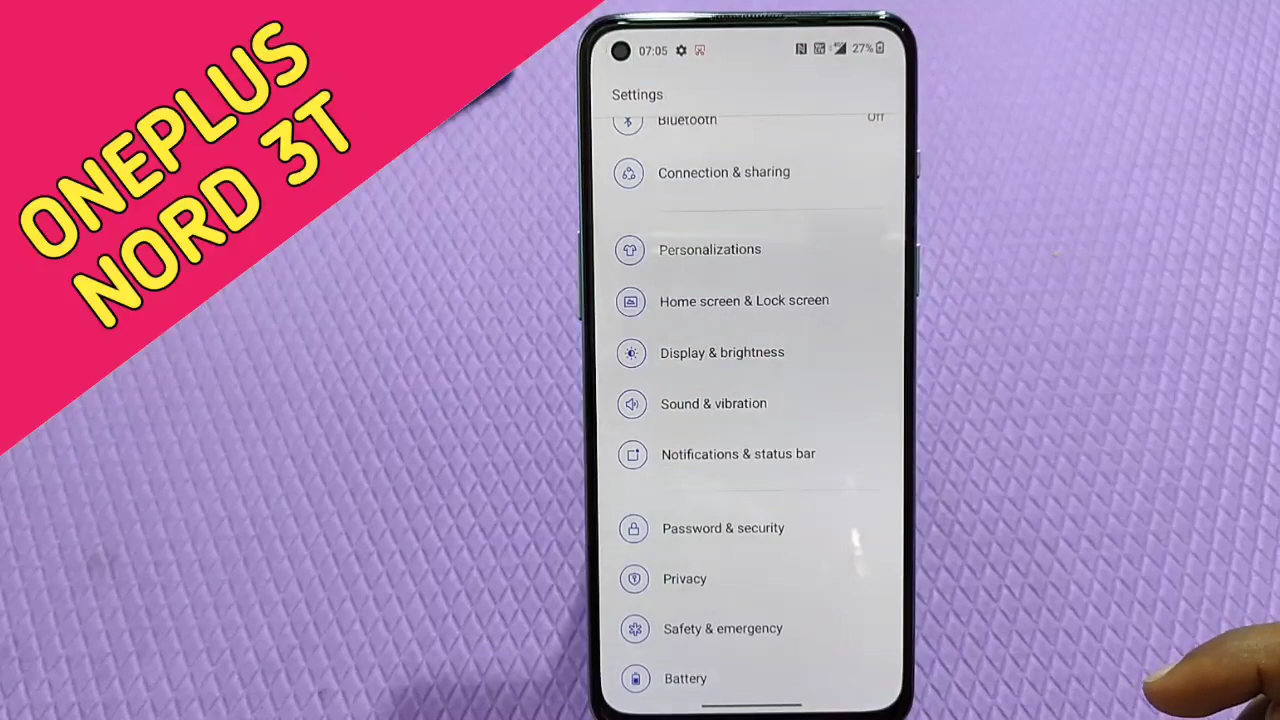 ONEPLUS
NORD 3T
07:05
27%
Settings
Bluetooth
Off
Connection & sharing
Personalizations
Home screen & Lock screen
Display & brightness
Sound & vibration
Notifications & status bar
Password & security
Privacy
Safety & emergency
Battery